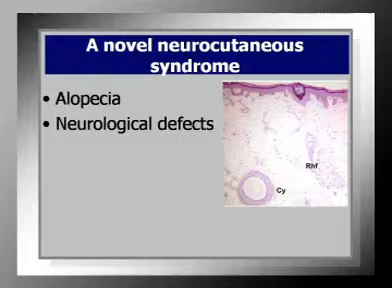 A novel neurocutaneous
syndrome
• Alopecia
• Neurological defects
Rhf
Cy